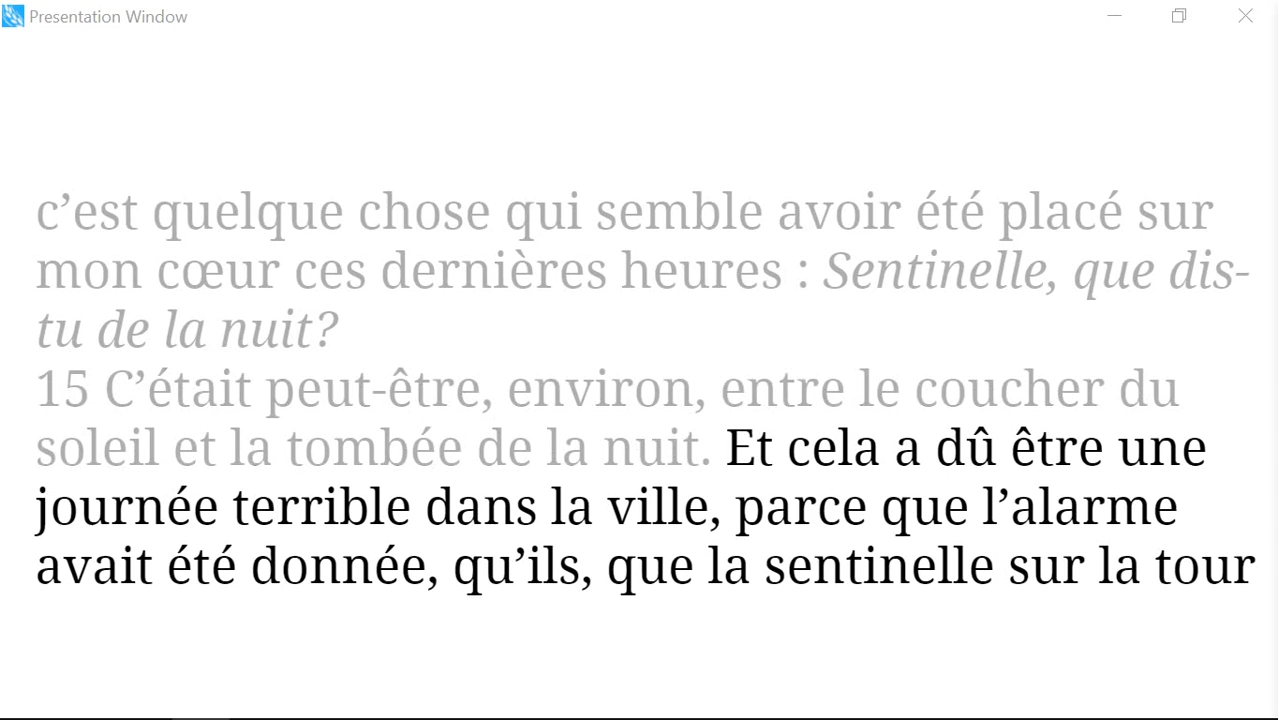 Presentation Window
c’est quelque chose qui semble avoir été placé sur
mon cœur ces dernières heures : Sentinelle, que dis-
tu de la nuit?
15 C’était peut-être, environ, entre le coucher du
soleil et la tombée de la nuit. Et cela a dû être une
journée terrible dans la ville, parce que l’alarme
avait été donnée, qu’ils, que la sentinelle sur la tour